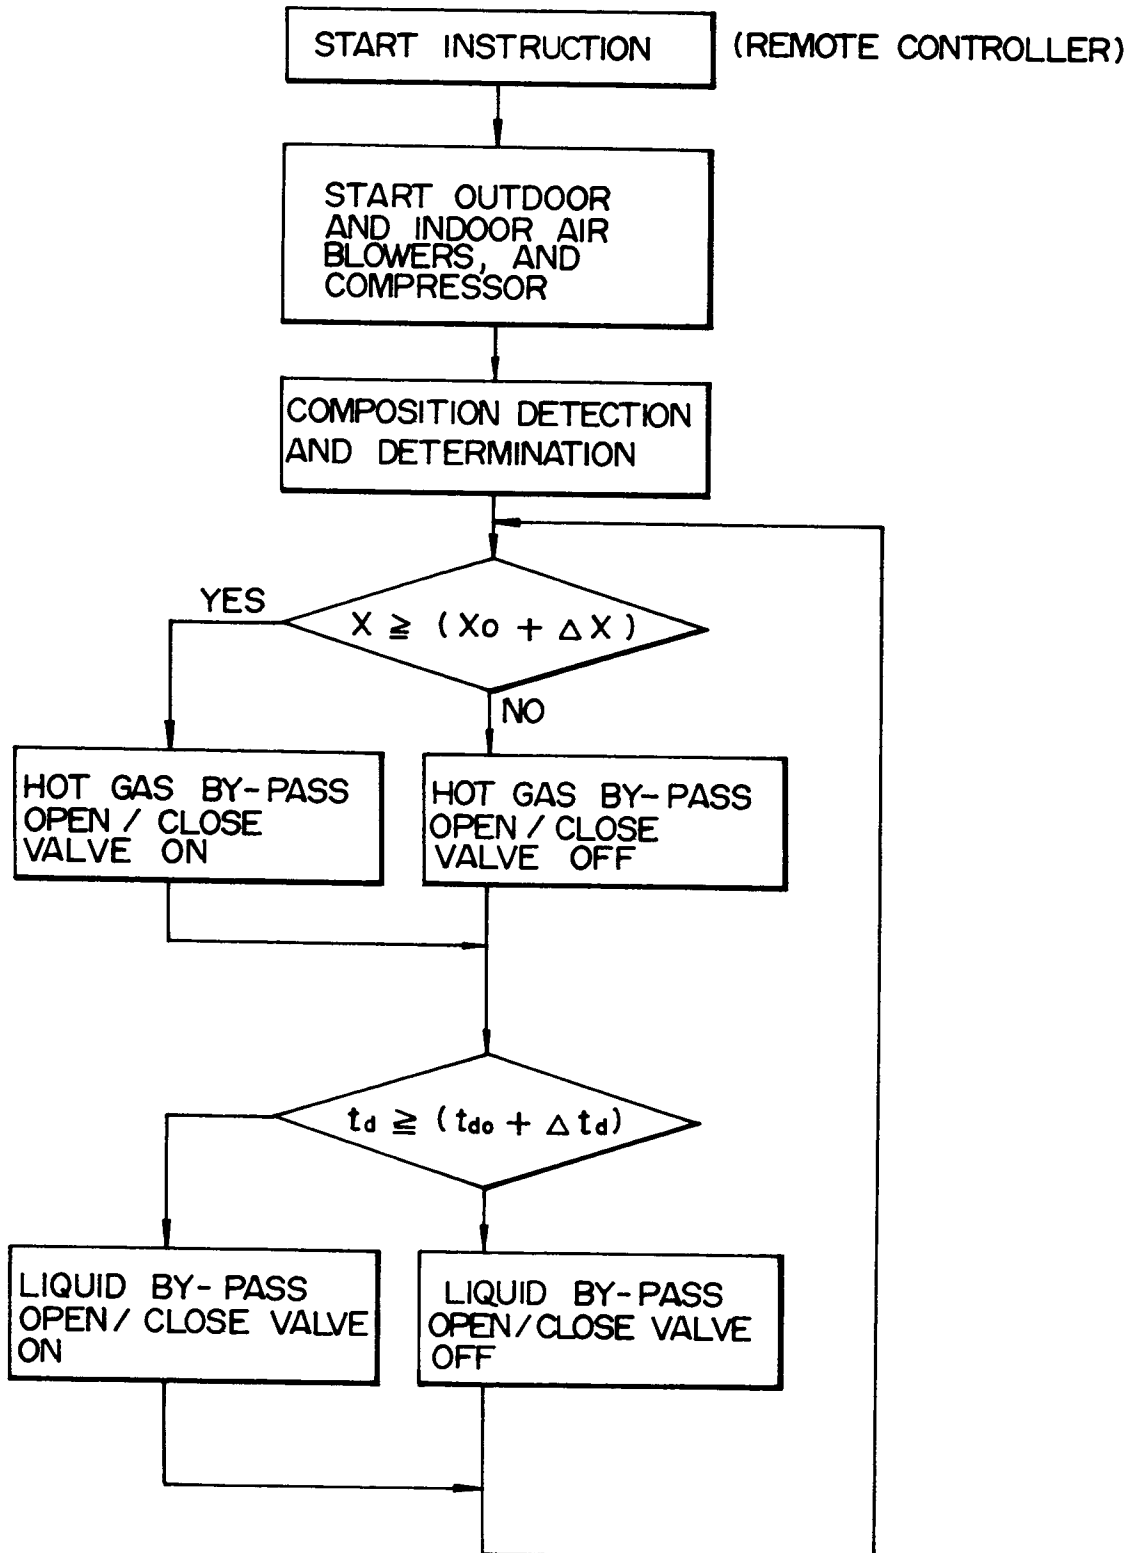 START INSTRUCTION (REMOTE CONTROLLER)
START OUTDOOR
AND INDOOR AIR
BLOWERS, AND
COMPRESSOR
COMPOSITION DETECTION
AND DETERMINATION
YES
X ≧ (Xo + △X)
NO
HOT GAS BY-PASS
OPEN / CLOSE
VALVE ON
HOT GAS BY-PASS
OPEN / CLOSE
VALVE OFF
td ≧ (tdo + △td)
LIQUID BY-PASS
OPEN / CLOSE VALVE
ON
LIQUID BY-PASS
OPEN/CLOSE VALVE
OFF